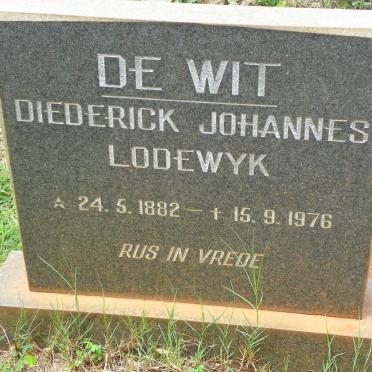 DE WIT
DIEDERICK JOHANNES
LODEWYK
☆ 24. 5. 1882 – ✝ 15. 9. 1976
RUS IN VREDE